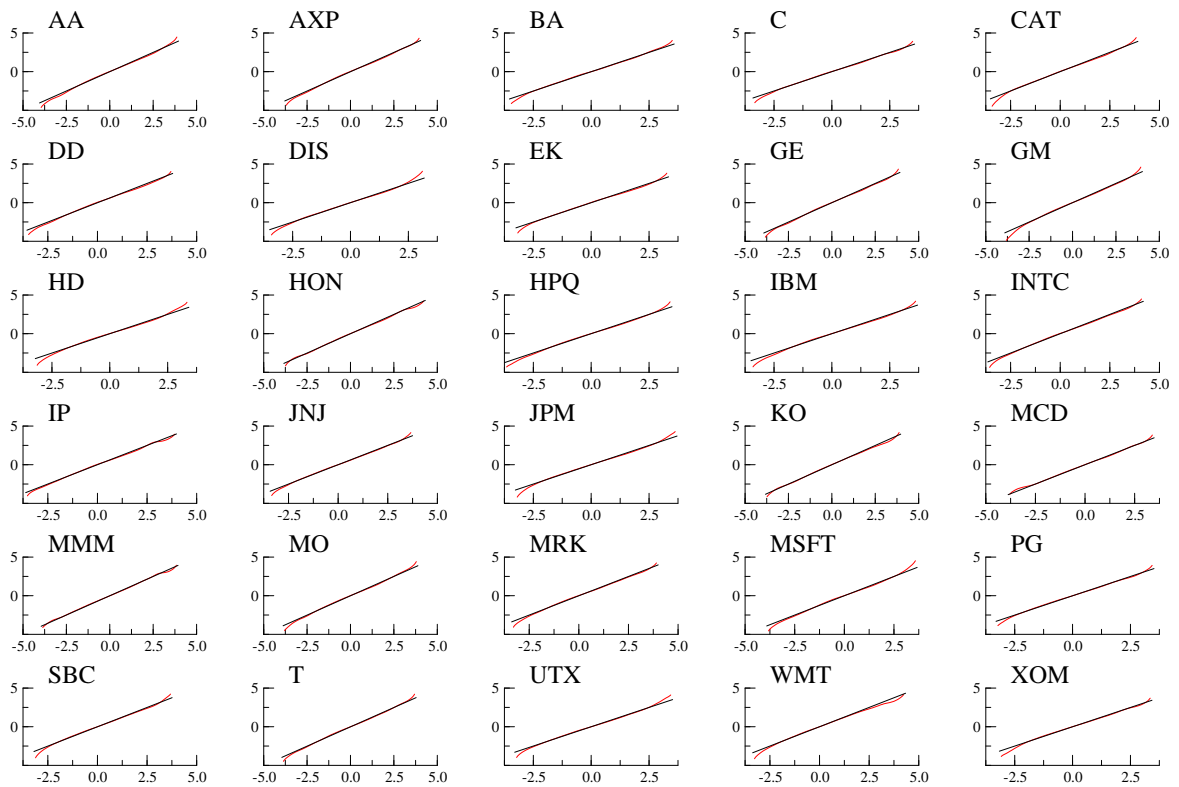 AA AXP BA C CAT
5 5 5 5 5
0 0 0 0 0
-5.0 -2.5 0.0 2.5 5.0 -5.0 -2.5 0.0 2.5 5.0 -2.5 0.0 2.5 -2.5 0.0 2.5 -2.5 0.0 2.5 5.0
DD DIS EK GE GM
5 5 5 5 5
0 0 0 0 0
-2.5 0.0 2.5 5.0 -2.5 0.0 2.5 -2.5 0.0 2.5 -5.0 -2.5 0.0 2.5 5.0 -5.0 -2.5 0.0 2.5 5.0
HD HON HPQ IBM INTC
5 5 5 5 5
0 0 0 0 0
-2.5 0.0 2.5 -5.0 -2.5 0.0 2.5 5.0 -2.5 0.0 2.5 -2.5 0.0 2.5 -2.5 0.0 2.5 5.0
IP JNJ JPM KO MCD
5 5 5 5 5
0 0 0 0 0
-2.5 0.0 2.5 5.0 -2.5 0.0 2.5 5.0 -2.5 0.0 2.5 -5.0 -2.5 0.0 2.5 5.0 -5.0 -2.5 0.0 2.5
MMM MO MRK MSFT PG
5 5 5 5 5
0 0 0 0 0
-5.0 -2.5 0.0 2.5 5.0 -5.0 -2.5 0.0 2.5 5.0 -2.5 0.0 2.5 5.0 -5.0 -2.5 0.0 2.5 -2.5 0.0 2.5
SBC T UTX WMT XOM
5 5 5 5 5
0 0 0 0 0
-2.5 0.0 2.5 5.0 -5.0 -2.5 0.0 2.5 5.0 -2.5 0.0 2.5 -2.5 0.0 2.5 5.0 -2.5 0.0 2.5